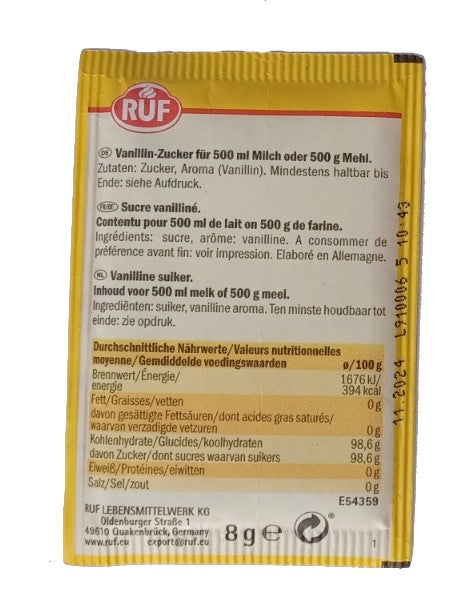 RUF
DE Vanillin-Zucker für 500 ml Milch oder 500 g Mehl.
Zutaten: Zucker, Aroma (Vanillin). Mindestens haltbar bis
Ende: siehe Aufdruck.
FR/BE Sucre vanilliné.
Contentu pour 500 ml de lait on 500 g de farine.
Ingrédients: sucre, arôme: vanilline. A consommer de
préférence avant fin: voir impression. Elaboré en Allemagne.
NL Vanilline suiker.
Inhoud voor 500 ml melk of 500 g meel.
Ingrediënten: suiker, vanilline aroma. Ten minste houdbaar tot
einde: zie opdruk.
Durchschnittliche Nährwerte/Valeurs nutritionnelles
moyenne/Gemiddelde voedingswaarden ø/100 g
Brennwert/Énergie/ 1676 kJ/
energie 394 kcal
Fett/Graisses/vetten 0 g
davon gesättigte Fettsäuren/dont acides gras saturés/
waarvan verzadigde vetzuren 0 g
Kohlenhydrate/Glucides/koolhydraten 98,6 g
davon Zucker/dont sucres waarvan suikers 98,6 g
Eiweiß/Protéines/eiwitten 0 g
Salz/Sel/zout 0 g
E54359
RUF LEBENSMITTELWERK KG
Oldenburger Straße 1
49610 Quakenbrück, Germany
www.ruf.eu export@ruf.eu
8 g e
®
1
11.2024 L910006 5 10:43